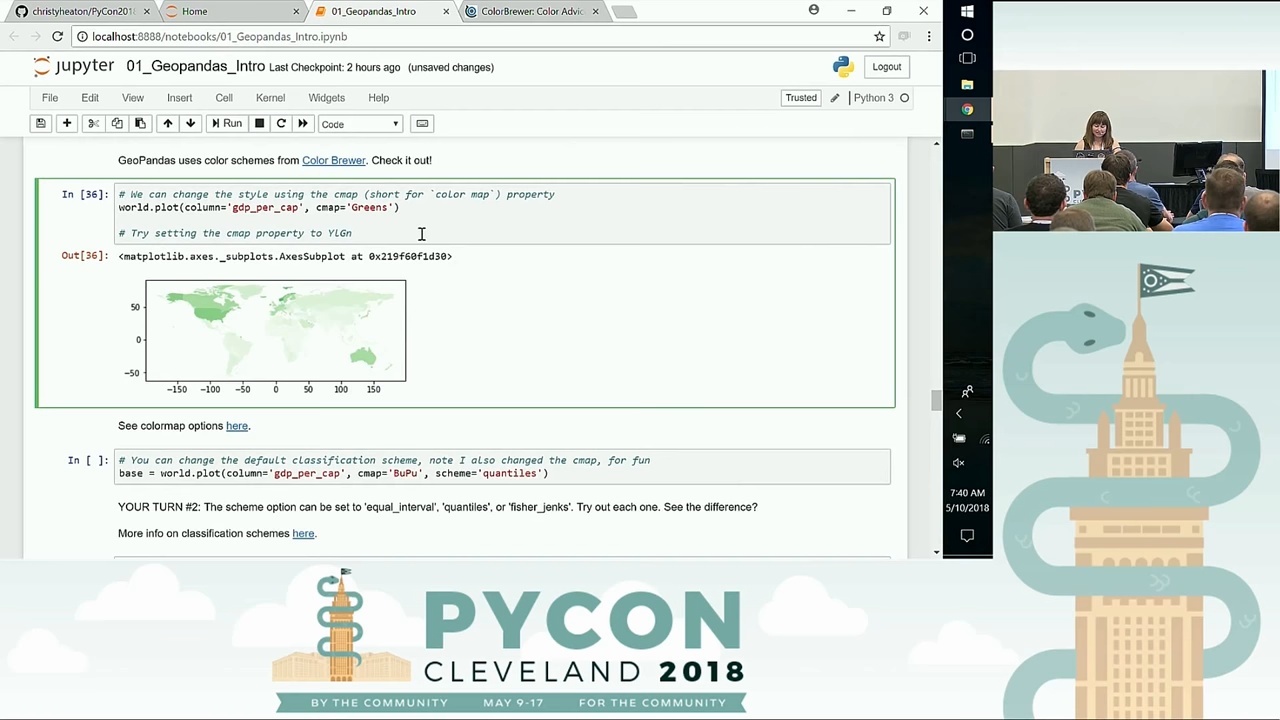 christyheaton/PyCon2018
Home
01_Geopandas_Intro
ColorBrewer: Color Advic
localhost:8888/notebooks/01_Geopandas_Intro.ipynb
jupyter 01_Geopandas_Intro Last Checkpoint: 2 hours ago (unsaved changes)
Logout
File Edit View Insert Cell Kernel Widgets Help
Trusted
Python 3
Run
Code
GeoPandas uses color schemes from Color Brewer. Check it out!
In [36]:
# We can change the style using the cmap (short for `color map`) property
world.plot(column='gdp_per_cap', cmap='Greens')
# Try setting the cmap property to YlGn
Out[36]: <matplotlib.axes._subplots.AxesSubplot at 0x219f60f1d30>
50
0
−50
−150 −100 −50 0 50 100 150
See colormap options here.
In [ ]:
# You can change the default classification scheme, note I also changed the cmap, for fun
base = world.plot(column='gdp_per_cap', cmap='BuPu', scheme='quantiles')
YOUR TURN #2: The scheme option can be set to 'equal_interval', 'quantiles', or 'fisher_jenks'. Try out each one. See the difference?
More info on classification schemes here.
7:40 AM
5/10/2018
PYCON
CLEVELAND 2018
BY THE COMMUNITY MAY 9-17 FOR THE COMMUNITY